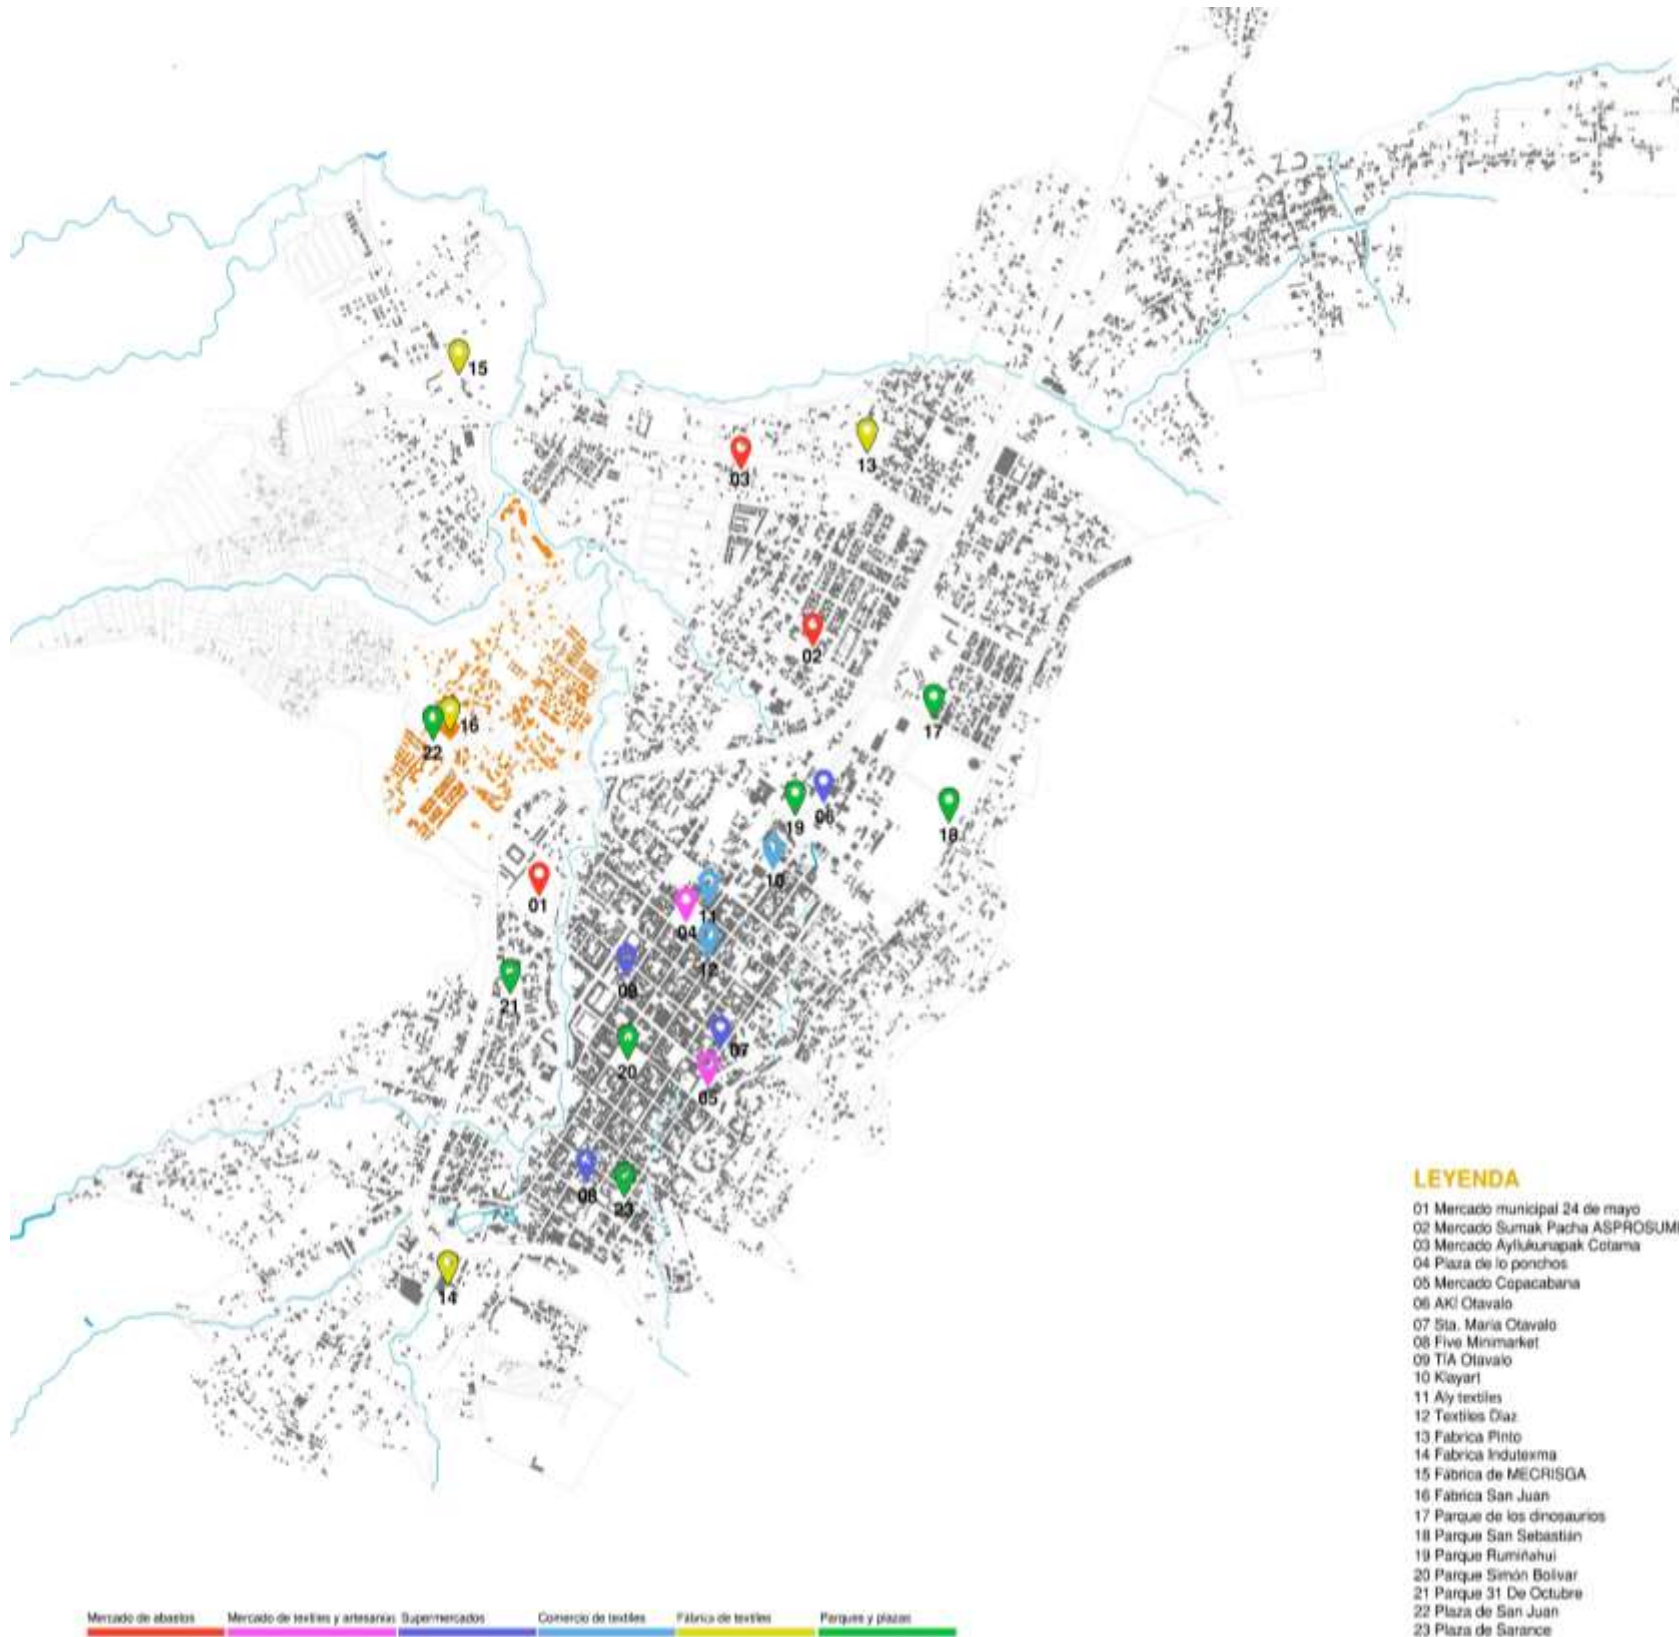 15
13
03
02
16
22
17
06
19
18
10
01
11
04
12
09
21
07
20
05
08
23
14
LEYENDA
01 Mercado municipal 24 de mayo
02 Mercado Sumak Pacha
03 Mercado Ayllukunapak Cotama
04 Plaza de lo ponchos
05 Mercado Copacabana
06 AKÍ Otavalo
07 Sta. Maria Otavalo
08 Five Minimarket
09 TÍA Otavalo
10 Klayart
11 Aly textiles
12 Textiles Díaz
13 Fabrica Pinto
14 Fabrica Indutexma
15 Fábrica de MECRISGA
16 Fábrica San Juan
17 Parque de los dinosaurios
18 Parque San Sebastián
19 Parque Rumiñahui
20 Parque Simón Bolívar
21 Parque 31 De Octubre
22 Plaza de San Juan
23 Plaza de Sarance
Mercado de abastos Mercado de textiles y artesanías Supermercados Comercio de textiles Fábrica de textiles Parques y plazas